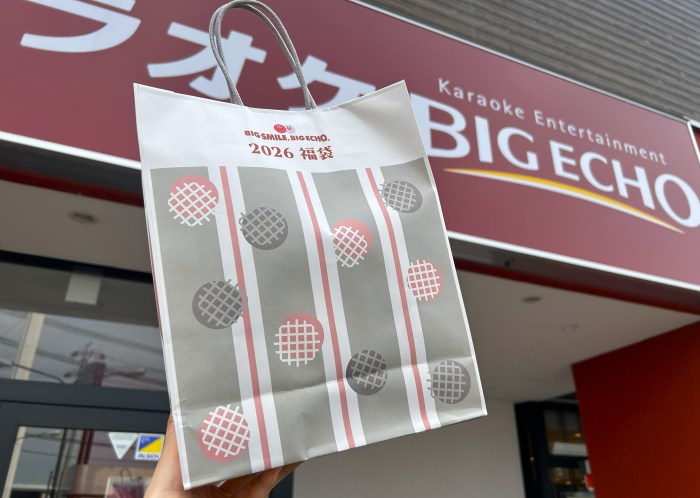 ラオケ
Karaoke Entertainment
BIG ECHO
BIG SMILE, BIG ECHO.
2026 福袋